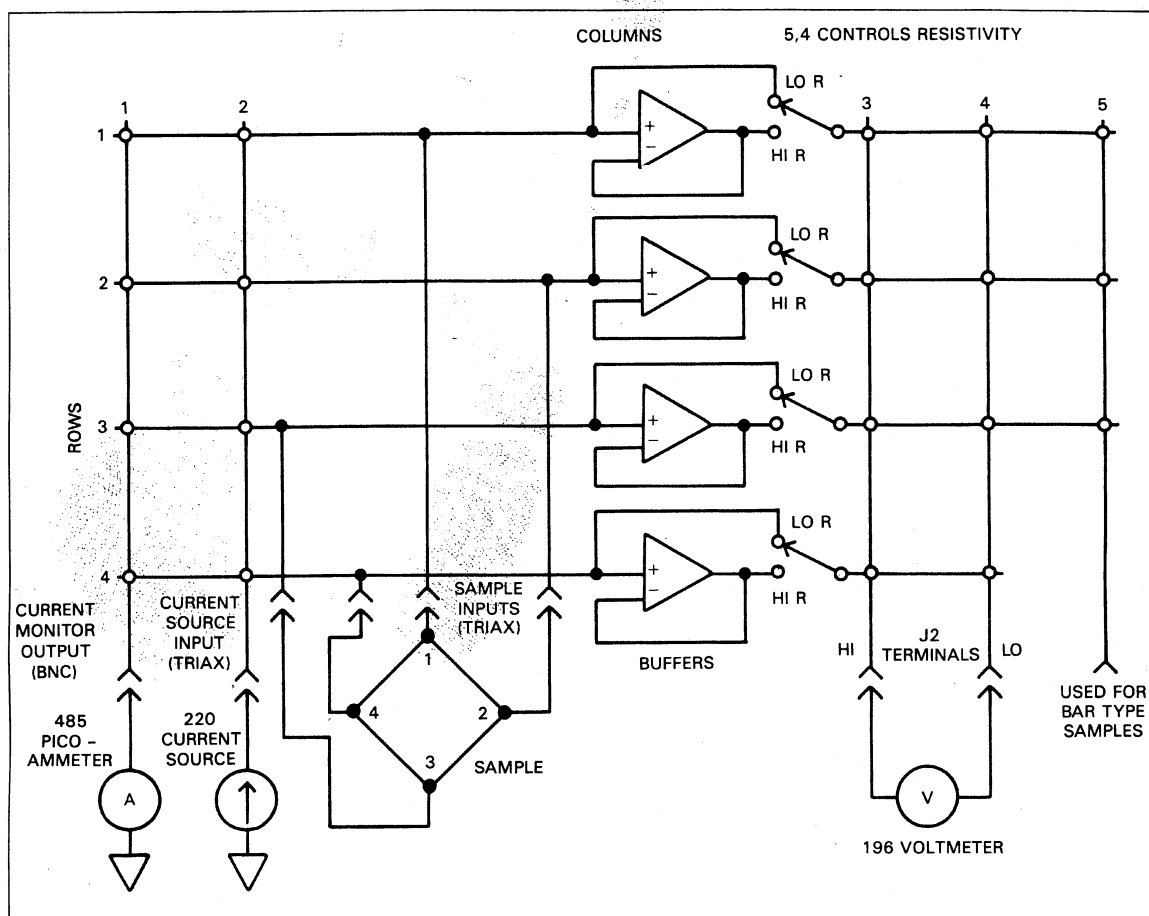 COLUMNS
5,4 CONTROLS RESISTIVITY
1
2
LO R
3
4
5
1
+
−
HI R
LO R
2
+
−
HI R
LO R
ROWS
3
+
−
HI R
LO R
4
+
−
HI R
CURRENT
MONITOR
OUTPUT
(BNC)
CURRENT
SOURCE
INPUT
(TRIAX)
SAMPLE
INPUTS
(TRIAX)
BUFFERS
HI
J2
TERMINALS
LO
485
PICO –
AMMETER
220
CURRENT
SOURCE
1
4
2
3
SAMPLE
USED FOR
BAR TYPE
SAMPLES
A
V
196 VOLTMETER